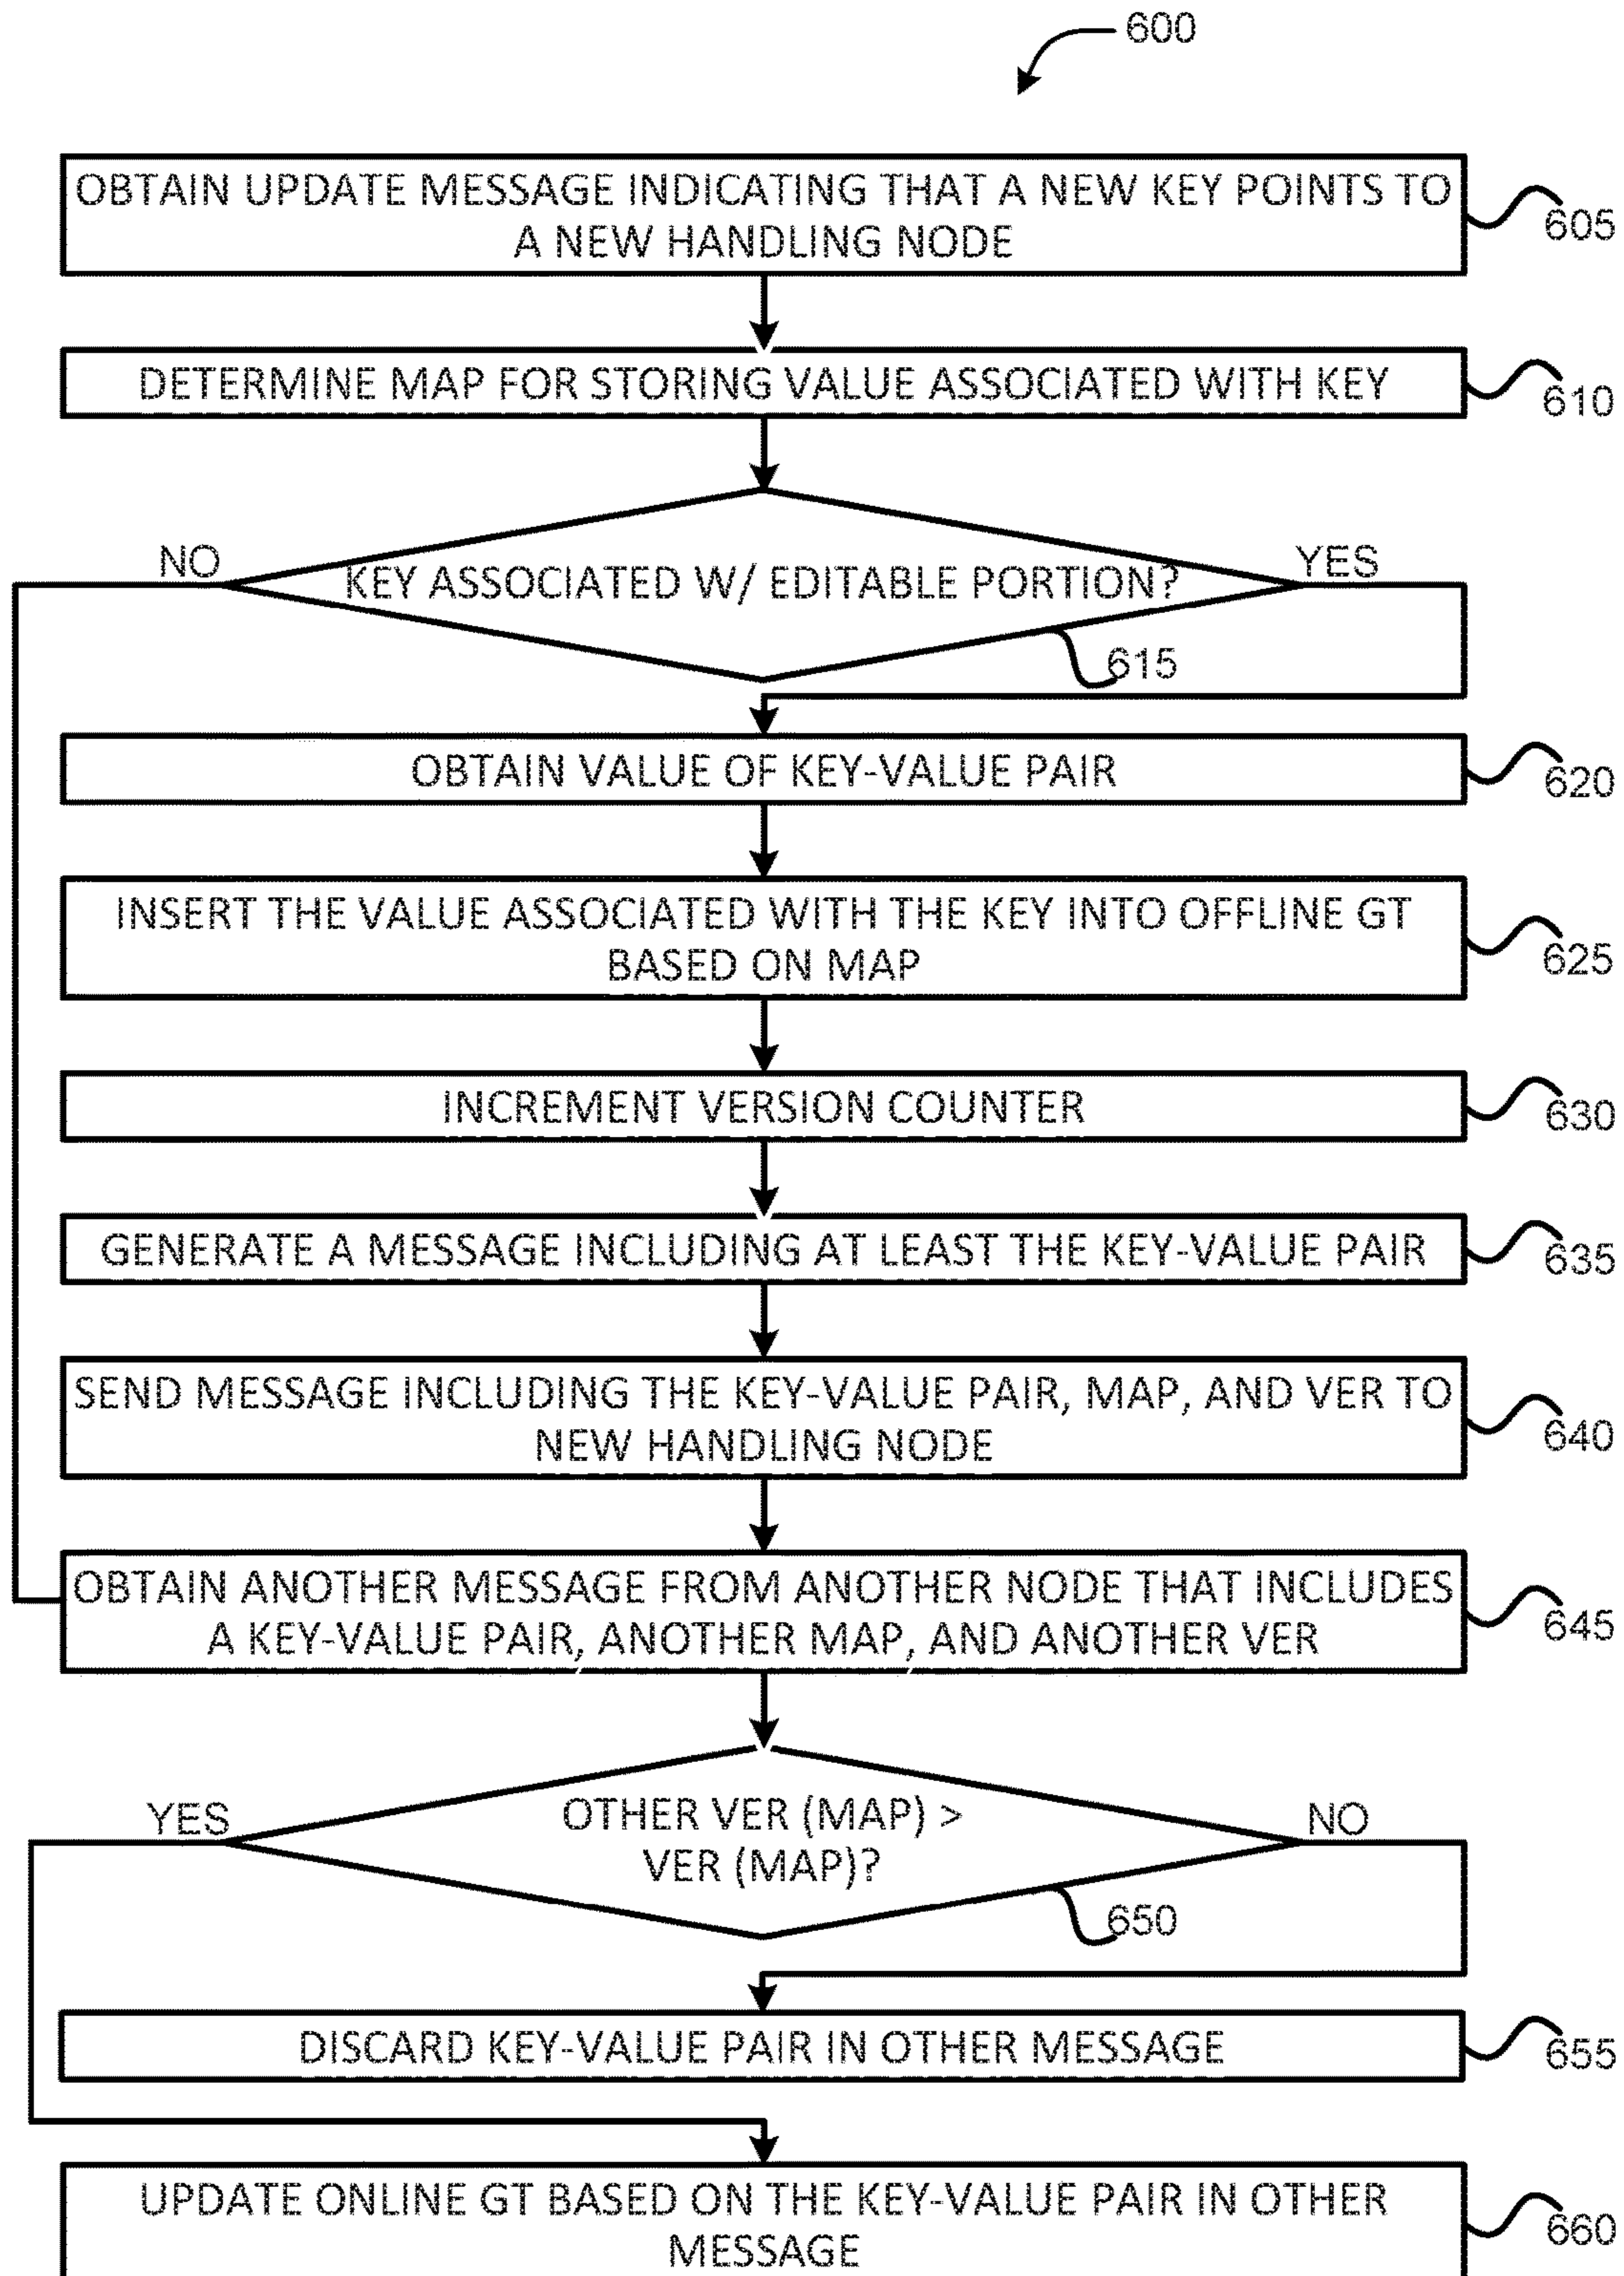 600
OBTAIN UPDATE MESSAGE INDICATING THAT A NEW KEY POINTS TO
A NEW HANDLING NODE
605
DETERMINE MAP FOR STORING VALUE ASSOCIATED WITH KEY
610
NO
KEY ASSOCIATED W/ EDITABLE PORTION?
YES
615
OBTAIN VALUE OF KEY-VALUE PAIR
620
INSERT THE VALUE ASSOCIATED WITH THE KEY INTO OFFLINE GT
BASED ON MAP
625
INCREMENT VERSION COUNTER
630
GENERATE A MESSAGE INCLUDING AT LEAST THE KEY-VALUE PAIR
635
SEND MESSAGE INCLUDING THE KEY-VALUE PAIR, MAP, AND VER TO
NEW HANDLING NODE
640
OBTAIN ANOTHER MESSAGE FROM ANOTHER NODE THAT INCLUDES
A KEY-VALUE PAIR, ANOTHER MAP, AND ANOTHER VER
645
YES
OTHER VER (MAP) >
VER (MAP)?
NO
650
DISCARD KEY-VALUE PAIR IN OTHER MESSAGE
655
UPDATE ONLINE GT BASED ON THE KEY-VALUE PAIR IN OTHER
MESSAGE
660